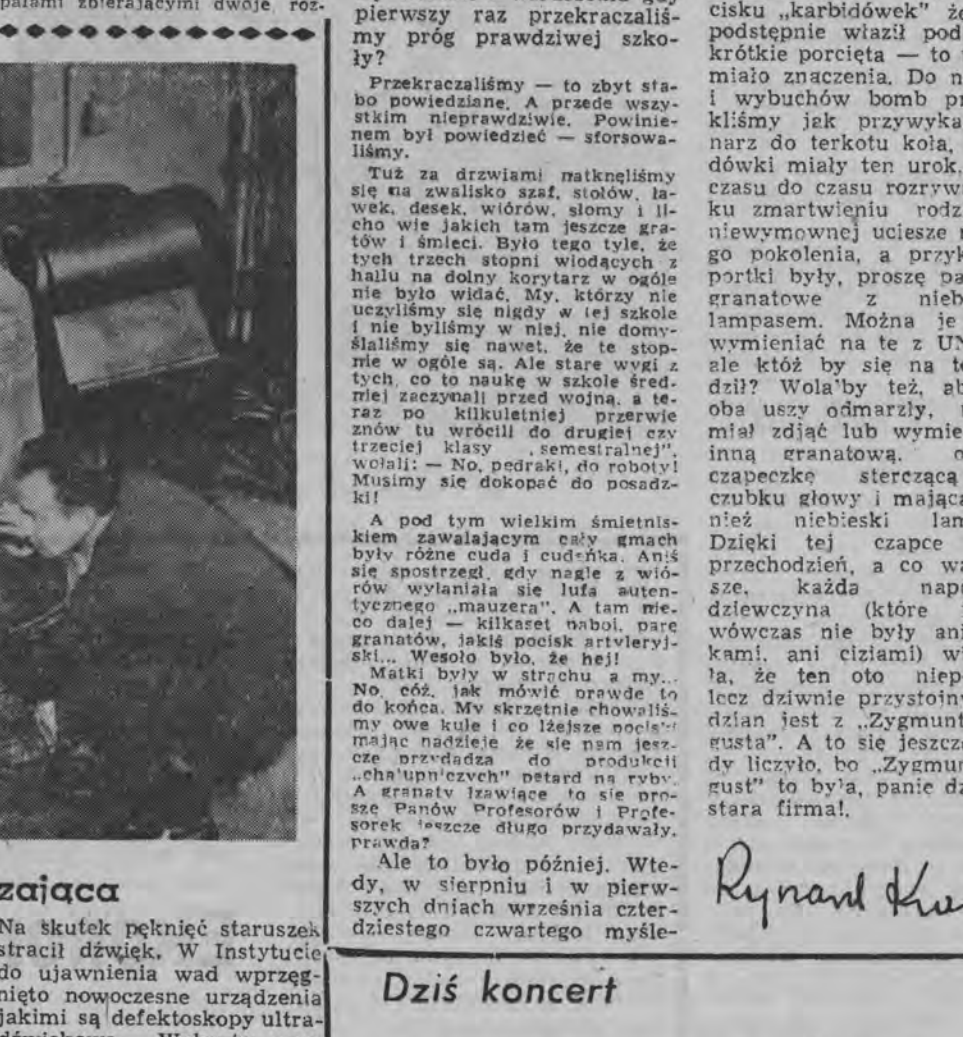 palami zbierającymi dwoje, roz-
zająca
Na skutek pęknięć staruszek
stracił dźwięk. W Instytucie
do ujawnienia wad wprzęg-
nięto nowoczesne urządzenia
jakimi są defektoskopy ultra-
pierwszy raz przekraczaliś-
my próg prawdziwej szko-
ły?
Przekraczaliśmy — to zbyt sła-
bo powiedziane. A przede wszy-
stkim nieprawdziwie. Powinie-
nem był powiedzieć — sforsowa-
liśmy.
Tuż za drzwiami natknęliśmy
się na zwalisko szaf, stołów, ła-
wek, desek, wiórów, słomy i li-
cho wie jakich tam jeszcze gra-
tów i śmieci. Było tego tyle, że
tych trzech stopni wiodących z
hallu na dolny korytarz w ogóle
nie było widać. My, którzy nie
uczyliśmy się nigdy w tej szkole
i nie byliśmy w niej, nie domy-
ślaliśmy się nawet, że te stop-
nie w ogóle są. Ale stare wygi z
tych, co to naukę w szkole śred-
niej zaczynali przed wojną, a te-
raz po kilkuletniej przerwie
znów tu wrócili do drugiej czy
trzeciej klasy „semestralnej",
wołali: — No, pędraki, do roboty!
Musimy się dokopać do posadz-
ki!
A pod tym wielkim śmietnis-
kiem zawalającym cały gmach
były różne cuda i cudeńka. Aniś
się spostrzegł, gdy nagle z wió-
rów wyłaniała się lufa auten-
tycznego „mauzera". A tam nie-
co dalej — kilkaset naboi, parę
granatów, jakiś pocisk artyleryj-
ski... Wesoło było, że hej!
Matki były w strachu a my...
No, cóż, jak mówić prawdę to
do końca. My skrzętnie chowaliś-
my owe kule i co lżejsze pociski
mając nadzieję że się nam jesz-
cze przydadzą do produkcji
„chałupniczych" petard na ryby.
A granaty łzawiące to się pro-
szę Panów Profesorów i Profe-
sorek jeszcze długo przydawały,
prawda?
Ale to było później. Wte-
dy, w sierpniu i w pierw-
szych dniach września czter-
dziestego czwartego myśle-
cisku „karbidówek" że
podstępnie właził pod
krótkie porcięta — to
miało znaczenia. Do n
i wybuchów bomb pr
kliśmy jak przywyka
narz do terkotu koła,
dówki miały ten urok,
czasu do czasu rozryw
ku zmartwieniu rodz
niewymownej uciesze
go pokolenia, a przyk
portki były, proszę pa
granatowe z nieb
lampasem. Można je
wymieniać na te z UN
ale któż by się na t
dził? Wolałby też, ab
oba uszy odmarzły,
miał zdjąć lub wymie
inną granatową.
czapeczkę sterczącą
czubku głowy i mającą
nież niebieski lam
Dzięki tej czapce
przechodzień, a co wa
sze, każda nap
dziewczyna (które
wówczas nie były ani
kami, ani ciziami) wi
ła, że ten oto niep
lecz dziwnie przystojny
dzian jest z „Zygmunt
gusta". A to się jeszcze
dy liczyło, bo „Zygmun
gust" to była, panie dz
stara firma!.
Dziś koncert